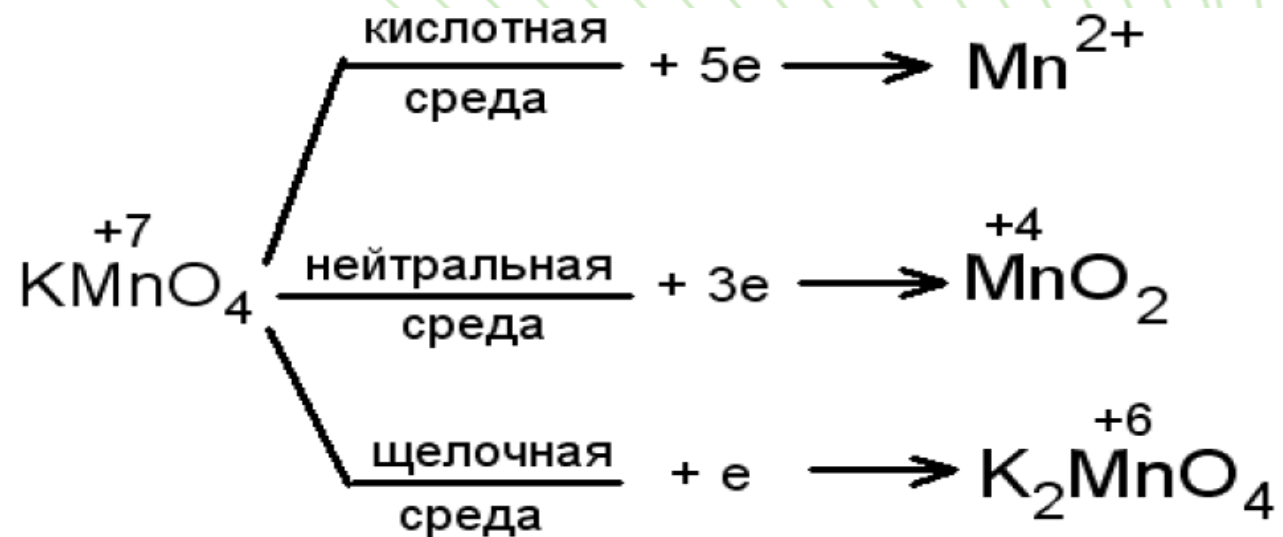 кислотная
среда
+ 5e → Mn²⁺
+7
KMnO₄
нейтральная
среда
+ 3e → MnO₂
+4
щелочная
среда
+ e → K₂MnO₄
+6